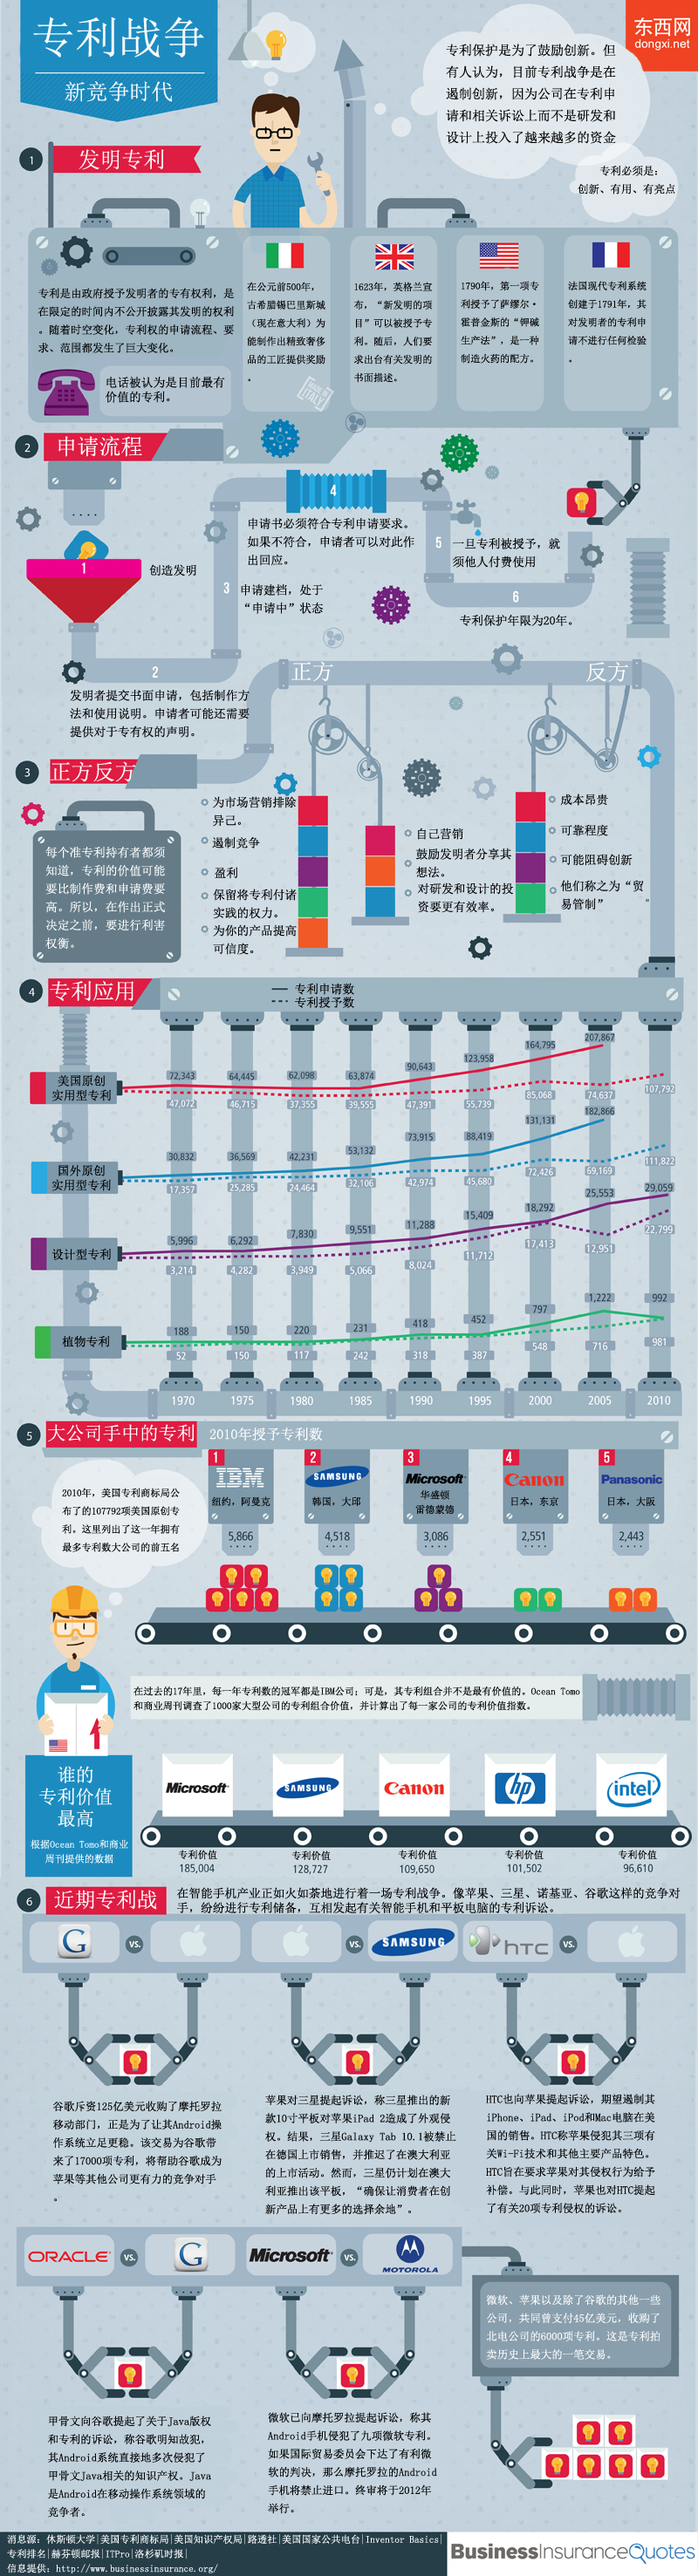 专利战争
新竞争时代
东西网
dongxi.net
专利保护是为了鼓励创新。但
有人认为，目前专利战争是在
遏制创新，因为公司在专利申
请和相关诉讼上而不是研发和
设计上投入了越来越多的资金
专利必须是：
创新、有用、有亮点
1
发明专利
专利是由政府授予发明者的专有权利，是
在限定的时间内不公开披露其发明的权利
。随着时空变化，专利权的申请流程、要
求、范围都发生了巨大变化。
电话被认为是目前最有
价值的专利。
在公元前500年，
古希腊锡巴里斯城
（现在意大利）为
能制作出精致奢侈
品的工匠提供奖励
。
MADE IN ITALY
1623年，英格兰宣
布，“新发明的项
目”可以被授予专
利。随后，人们要
求出台有关发明的
书面描述。
1790年，第一项专
利授予了萨缪尔·
霍普金斯的“钾碱
生产法”，是一种
制造火药的配方。
法国现代专利系统
创建于1791年，其
对发明者的专利申
请不进行任何检验
。
2
申请流程
1
创造发明
2
发明者提交书面申请，包括制作方
法和使用说明。申请者可能还需要
提供对于专有权的声明。
3
申请建档，处于
“申请中”状态
4
申请书必须符合专利申请要求。
如果不符合，申请者可以对此作
出回应。
5
一旦专利被授予，就
须他人付费使用
6
专利保护年限为20年。
3
正方反方
正方
反方
每个准专利持有者都须
知道，专利的价值可能
要比制作费和申请费要
高。所以，在作出正式
决定之前，要进行利害
权衡。
为市场营销排除
异己。
遏制竞争
盈利
保留将专利付诸
实践的权力。
为你的产品提高
可信度。
自己营销
鼓励发明者分享其
想法。
对研发和设计的投
资要更有效率。
成本昂贵
可靠程度
可能阻碍创新
他们称之为“贸
易管制”
。
4
专利应用
专利申请数
专利授予数
美国原创
实用型专利
72,343 64,445 62,098 63,874 90,643 123,958 164,795 207,867
47,072 46,715 37,355 39,555 47,391 55,739 85,068 74,637 107,792
国外原创
实用型专利
30,832 36,569 42,231 53,132 73,915 88,419 131,131 182,866
17,357 25,285 24,464 32,106 42,974 45,680 72,426 69,169 111,822
设计型专利
5,996 6,292 7,830 9,551 11,288 15,409 18,292 25,553 29,059
3,214 4,282 3,949 5,066 8,024 11,712 17,413 12,951 22,799
植物专利
188 150 220 231 418 452 797 1,222 992
52 150 117 242 318 387 548 716 981
1970 1975 1980 1985 1990 1995 2000 2005 2010
5
大公司手中的专利
2010年授予专利数
2010年，美国专利商标局公
布了的107792项美国原创专
利。这里列出了这一年拥有
最多专利数大公司的前五名
1
IBM
纽约，阿曼克
5,866
2
SAMSUNG
韩国，大邱
4,518
3
Microsoft
华盛顿
雷德蒙德
3,086
4
Canon
日本，东京
2,551
5
Panasonic
日本，大阪
2,443
在过去的17年里，每一年专利数的冠军都是IBM公司；可是，其专利组合并不是最有价值的。Ocean Tomo
和商业周刊调查了1000家大型公司的专利组合价值，并计算出了每一家公司的专利价值指数。
谁的
专利价值
最高
根据Ocean Tomo和商业
周刊提供的数据
Microsoft
SAMSUNG
Canon
hp
intel
专利价值
185,004
专利价值
128,727
专利价值
109,650
专利价值
101,502
专利价值
96,610
6
近期专利战
在智能手机产业正如火如荼地进行着一场专利战争。像苹果、三星、诺基亚、谷歌这样的竞争对
手，纷纷进行专利储备，互相发起有关智能手机和平板电脑的专利诉讼。
G
VS.
VS.
SAMSUNG
hTC
VS.
谷歌斥资125亿美元收购了摩托罗拉
移动部门，正是为了让其Android操
作系统立足更稳。该交易为谷歌带
来了17000项专利，将帮助谷歌成为
苹果等其他公司更有力的竞争对手
。
苹果对三星提起诉讼，称三星推出的新
款10寸平板对苹果iPad 2造成了外观侵
权。结果，三星Galaxy Tab 10.1被禁止
在德国上市销售，并推迟了在澳大利亚
的上市活动。然而，三星仍计划在澳大
利亚推出该平板，“确保让消费者在创
新产品上有更多的选择余地”。
HTC也向苹果提起诉讼，期望遏制其
iPhone、iPad、iPod和Mac电脑在美
国的销售。HTC称苹果侵犯其三项有
关Wi-Fi技术和其他主要产品特色。
HTC旨在要求苹果对其侵权行为给予
补偿。与此同时，苹果也对HTC提起
了有关20项专利侵权的诉讼。
ORACLE
VS.
G
Microsoft
VS.
MOTOROLA
甲骨文向谷歌提起了关于Java版权
和专利的诉讼，称谷歌明知故犯，
其Android系统直接地多次侵犯了
甲骨文Java相关的知识产权。Java
是Android在移动操作系统领域的
竞争者。
微软已向摩托罗拉提起诉讼，称其
Android手机侵犯了九项微软专利。
如果国际贸易委员会下达了有利微
软的判决，那么摩托罗拉的Android
手机将禁止进口。终审将于2012年
举行。
微软、苹果以及除了谷歌的其他一些
公司，共同曾支付45亿美元，收购了
北电公司的6000项专利。这是专利拍
卖历史上最大的一笔交易。
消息源：休斯顿大学|美国专利商标局|美国知识产权局|路透社|美国国家公共电台|Inventor Basics|
专利排名|赫芬顿邮报|ITPro|洛杉矶时报|
信息提供：http://www.businessinsurance.org/
BusinessInsuranceQuotes